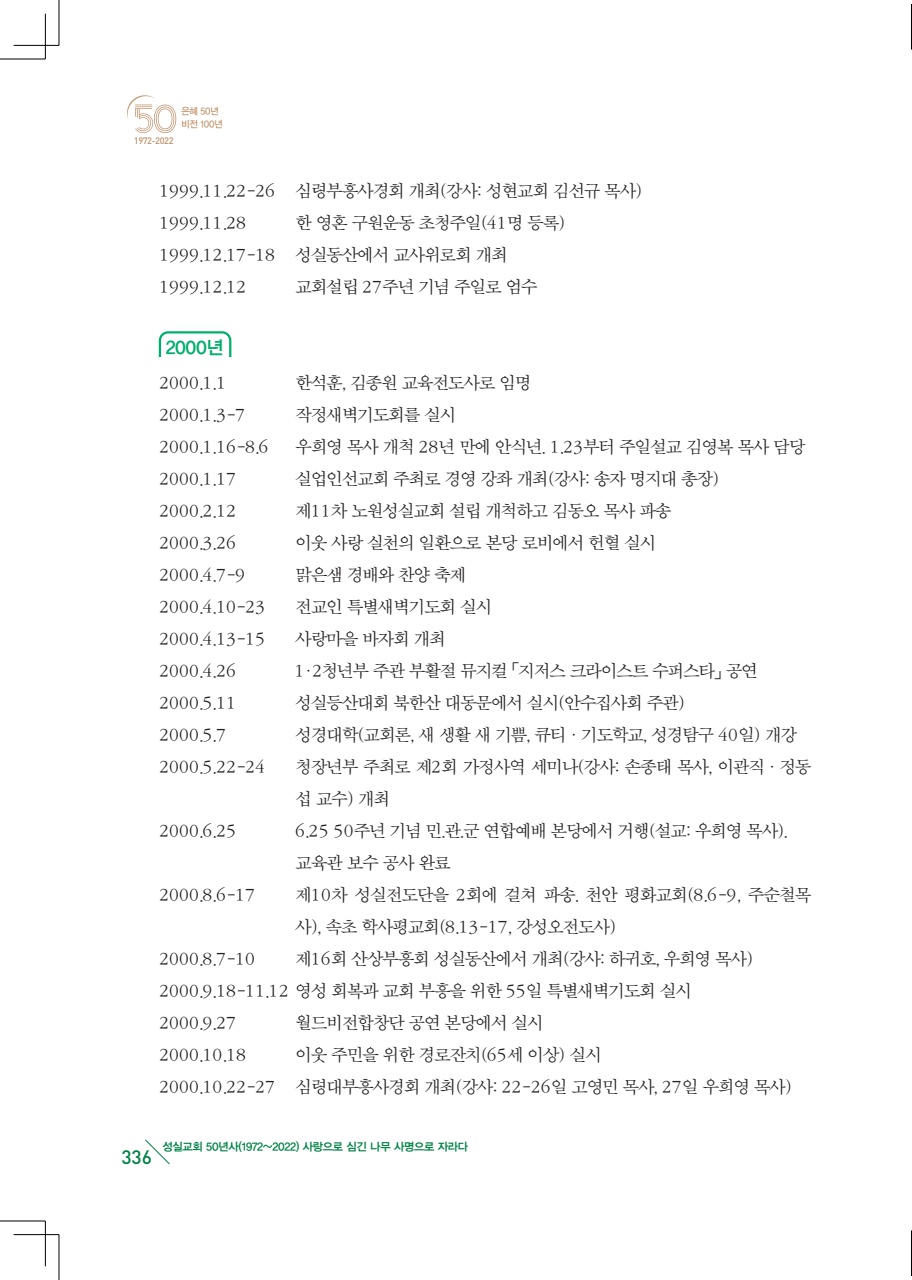 50 은혜 50년
비전 100년
1972-2022
1999.11.22-26 심령부흥사경회 개최(강사: 성현교회 김선규 목사)
1999.11.28 한 영혼 구원운동 초청주일(41명 등록)
1999.12.17-18 성실동산에서 교사위로회 개최
1999.12.12 교회설립 27주년 기념 주일로 엄수
2000년
2000.1.1 한석훈, 김종원 교육전도사로 임명
2000.1.3-7 작정새벽기도회를 실시
2000.1.16-8.6 우희영 목사 개척 28년 만에 안식년. 1.23부터 주일설교 김영복 목사 담당
2000.1.17 실업인선교회 주최로 경영 강좌 개최(강사: 송자 명지대 총장)
2000.2.12 제11차 노원성실교회 설립 개척하고 김동오 목사 파송
2000.3.26 이웃 사랑 실천의 일환으로 본당 로비에서 헌혈 실시
2000.4.7-9 맑은샘 경배와 찬양 축제
2000.4.10-23 전교인 특별새벽기도회 실시
2000.4.13-15 사랑마을 바자회 개최
2000.4.26 1·2청년부 주관 부활절 뮤지컬 「지저스 크라이스트 수퍼스타」 공연
2000.5.11 성실등산대회 북한산 대동문에서 실시(안수집사회 주관)
2000.5.7 성경대학(교회론, 새 생활 새 기쁨, 큐티 · 기도학교, 성경탐구 40일) 개강
2000.5.22-24 청장년부 주최로 제2회 가정사역 세미나(강사: 손종태 목사, 이관직 · 정동
섭 교수) 개최
2000.6.25 6.25 50주년 기념 민.관.군 연합예배 본당에서 거행(설교: 우희영 목사).
교육관 보수 공사 완료
2000.8.6-17 제10차 성실전도단을 2회에 걸쳐 파송. 천안 평화교회(8.6-9, 주순철목
사), 속초 학사평교회(8.13-17, 강성오전도사)
2000.8.7-10 제16회 산상부흥회 성실동산에서 개최(강사: 하귀호, 우희영 목사)
2000.9.18-11.12 영성 회복과 교회 부흥을 위한 55일 특별새벽기도회 실시
2000.9.27 월드비전합창단 공연 본당에서 실시
2000.10.18 이웃 주민을 위한 경로잔치(65세 이상) 실시
2000.10.22-27 심령대부흥사경회 개최(강사: 22-26일 고영민 목사, 27일 우희영 목사)
336 성실교회 50년사(1972~2022) 사랑으로 심긴 나무 사명으로 자라다